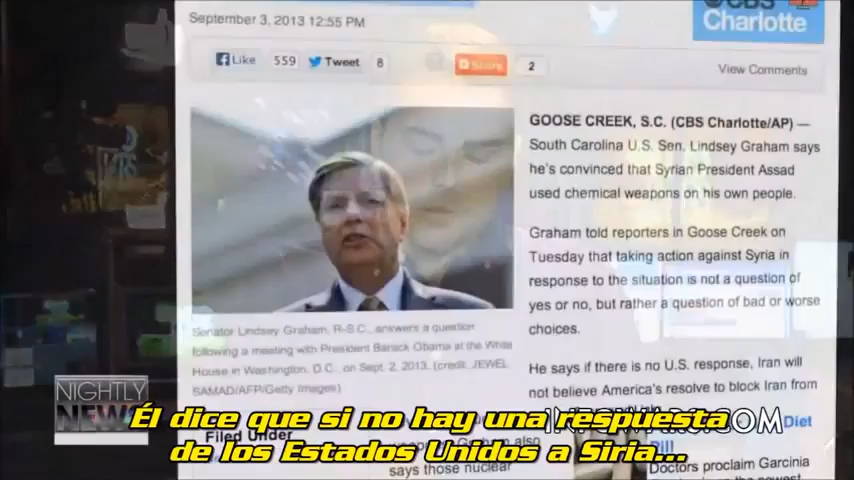 September 3, 2013 12:55 PM
CBS
Charlotte
Like 559 Tweet 8 Share 2
View Comments
GOOSE CREEK, S.C. (CBS Charlotte/AP) —
South Carolina U.S. Sen. Lindsey Graham says
he's convinced that Syrian President Assad
used chemical weapons on his own people.
Graham told reporters in Goose Creek on
Tuesday that taking action against Syria in
response to the situation is not a question of
yes or no, but rather a question of bad or worse
choices.
He says if there is no U.S. response, Iran will
not believe America's resolve to block Iran from
Graham also
says those nuclear
Senator Lindsey Graham, R-S.C., answers a question
following a meeting with President Barack Obama at the White
House in Washington, D.C., on Sept. 2, 2013. (credit: JEWEL
SAMAD/AFP/Getty Images)
Filed Under
Diet
Pill
Doctors proclaim Garcinia
NIGHTLY
NEWS
INFOWARS.COM
Él dice que si no hay una respuesta
de los Estados Unidos a Siria...